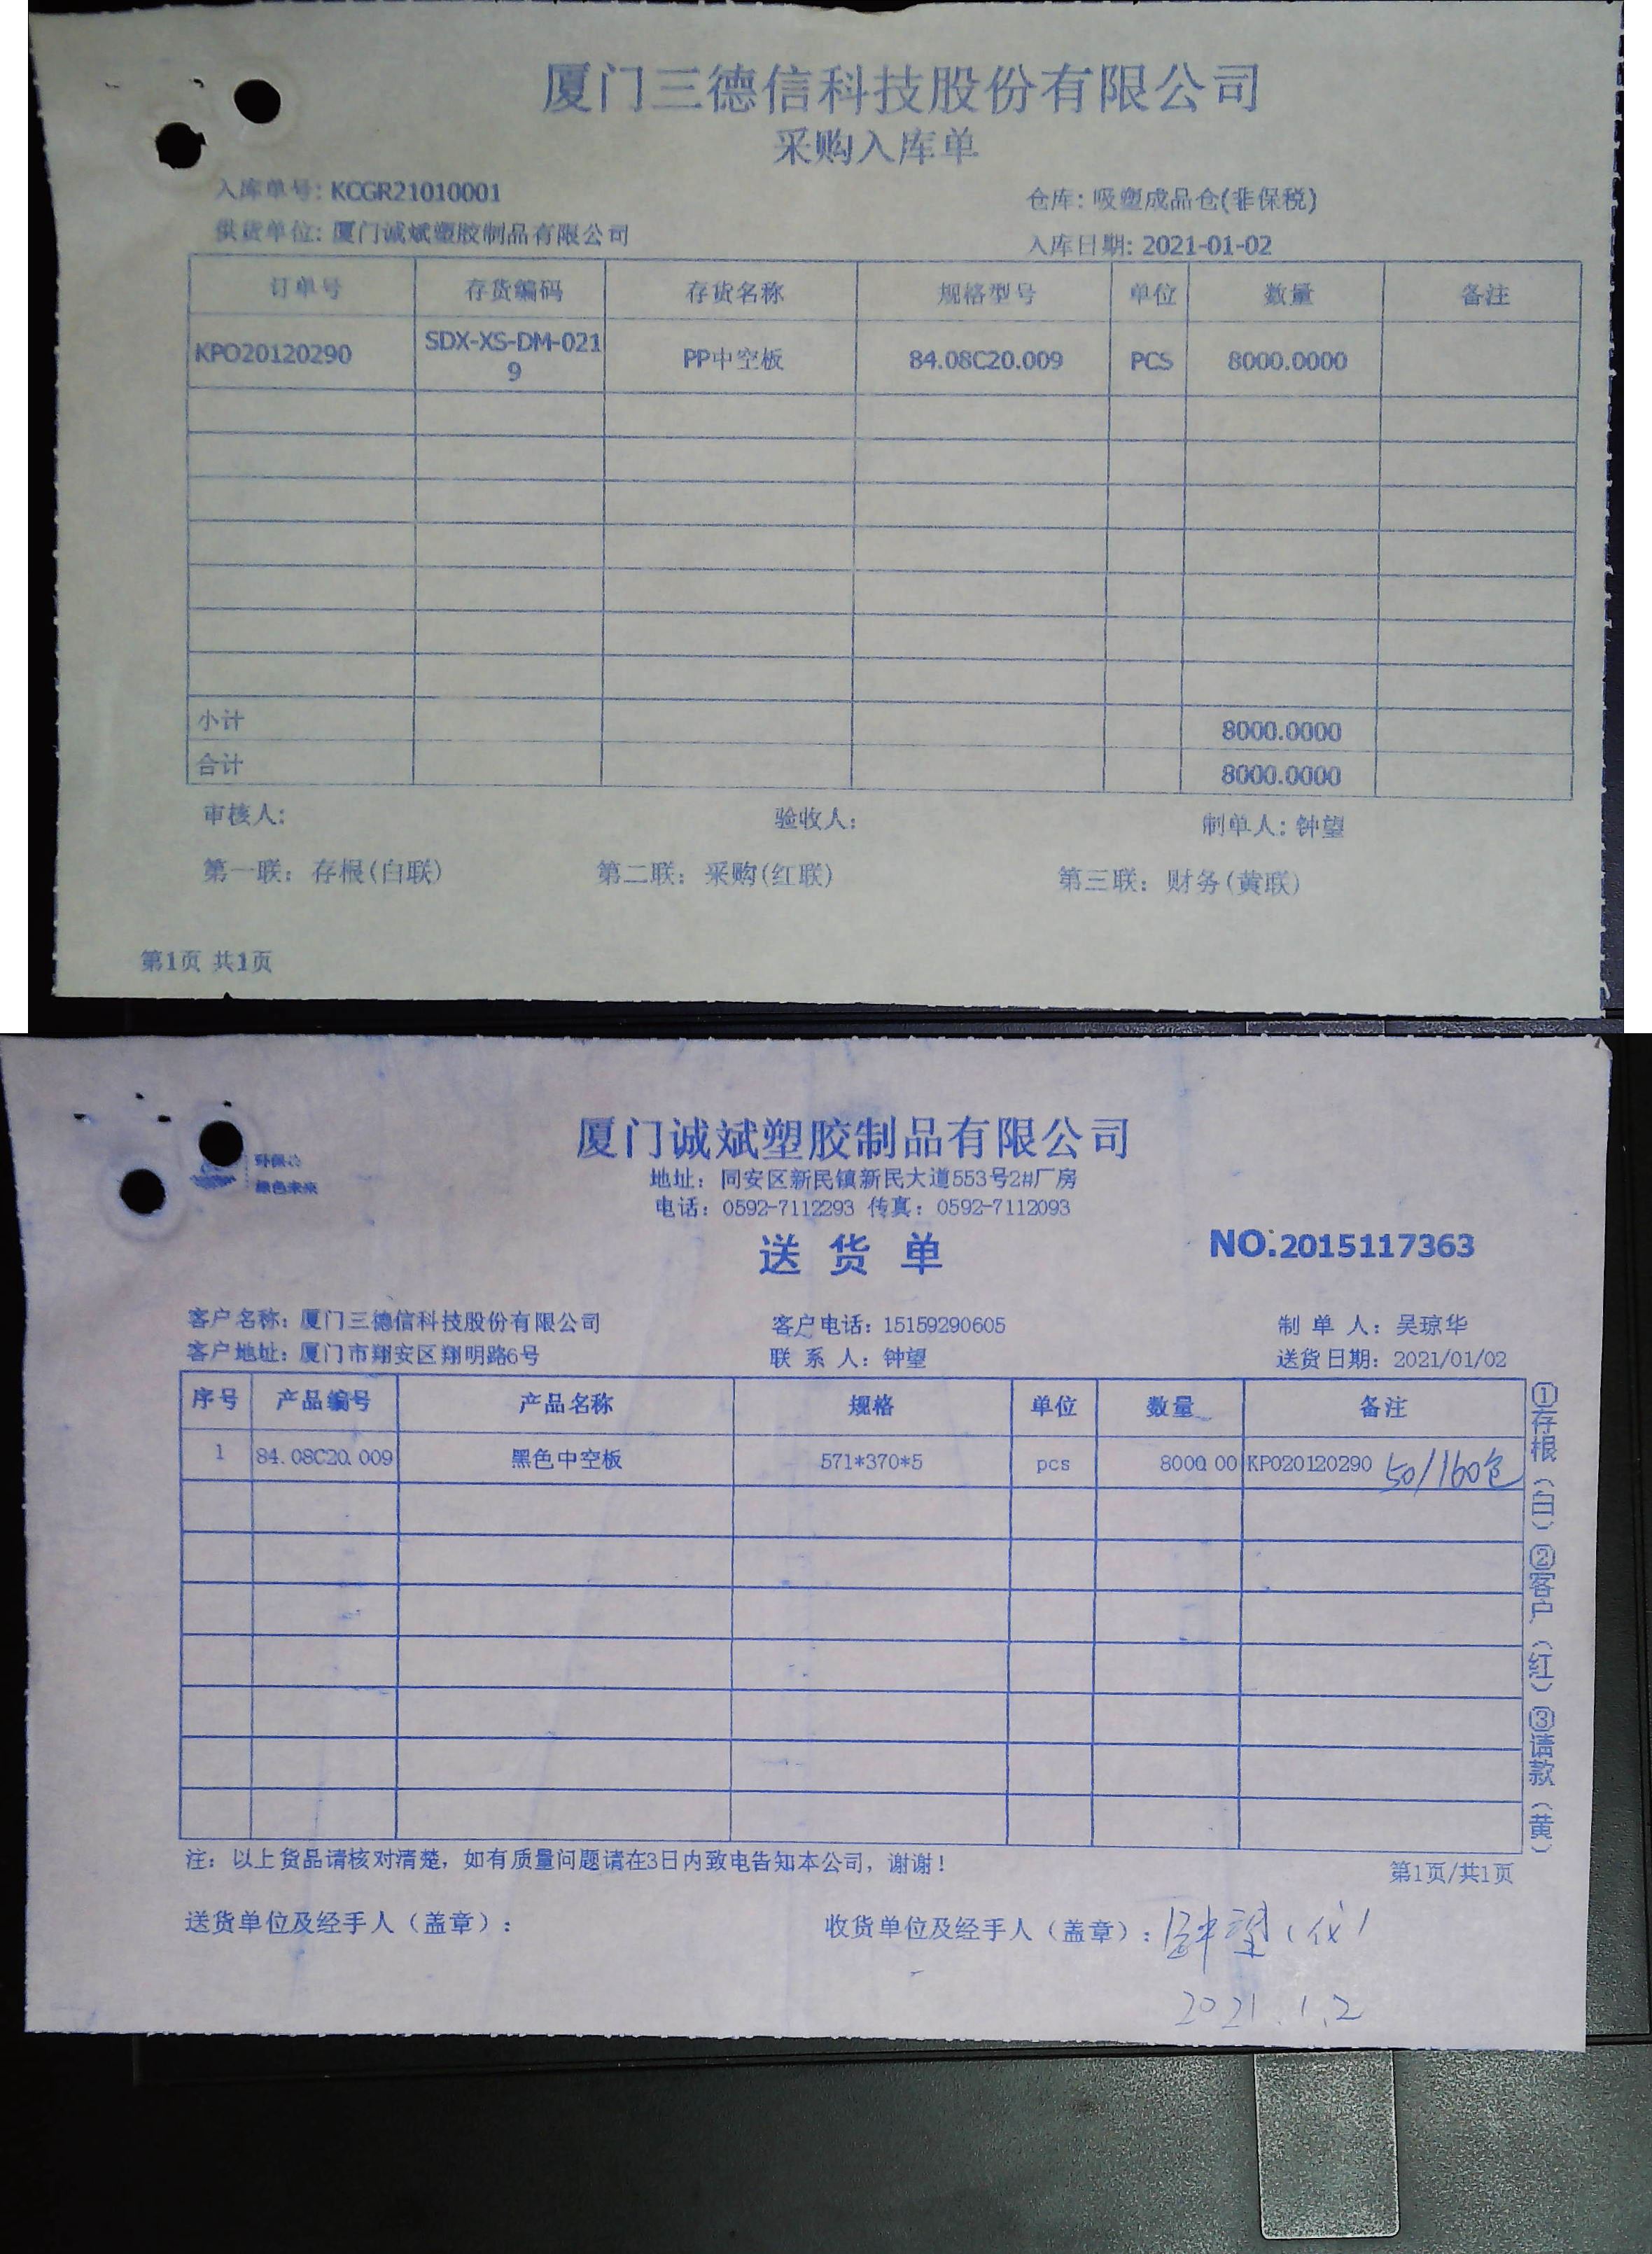 厦门三德信科技股份有限公司
采购入库单
入库单号: KCGR21010001 仓库: 吸塑成品仓(非保税)
供货单位: 厦门诚斌塑胶制品有限公司 入库日期: 2021-01-02
订单号 存货编码 存货名称 规格型号 单位 数量 备注
KPO20120290 SDX-XS-DM-0219 PP中空板 84.08C20.009 PCS 8000.0000
小计 8000.0000
合计 8000.0000
审核人: 验收人: 制单人: 钟望
第一联: 存根(白联) 第二联: 采购(红联) 第三联: 财务(黄联)
第1页 共1页
厦门诚斌塑胶制品有限公司
绿色未来
地址: 同安区新民镇新民大道553号2#厂房
电话: 0592-7112293 传真: 0592-7112093
送 货 单
NO.2015117363
客户名称: 厦门三德信科技股份有限公司 客户电话: 15159290605 制 单 人: 吴琼华
客户地址: 厦门市翔安区翔明路6号 联 系 人: 钟望 送货日期: 2021/01/02
序号 产品编号 产品名称 规格 单位 数量 备注
1 84.08C20.009 黑色中空板 571*370*5 pcs 8000.00 KPO20120290 50/160包
①存根（白）②客户（红）③请款（黄）
注: 以上货品请核对清楚, 如有质量问题请在3日内致电告知本公司, 谢谢!
第1页/共1页
送货单位及经手人（盖章）: 收货单位及经手人（盖章）: 钟望(代)
2021.1.2